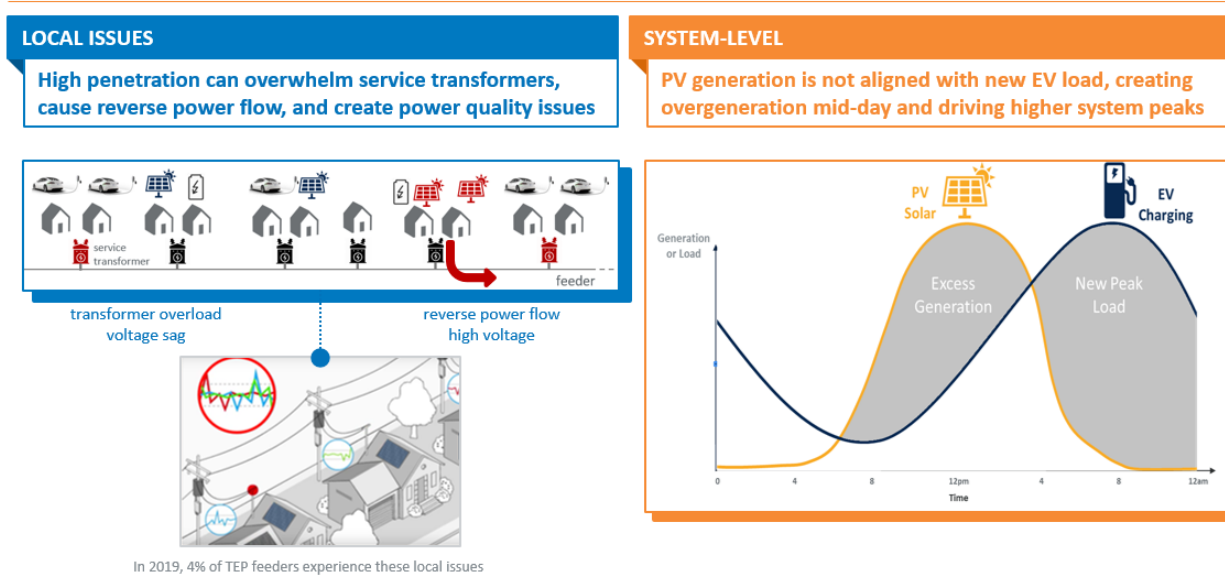 LOCAL ISSUES
High penetration can overwhelm service transformers,
cause reverse power flow, and create power quality issues
service
transformer
feeder
transformer overload
voltage sag
reverse power flow
high voltage
In 2019, 4% of TEP feeders experience these local issues
SYSTEM-LEVEL
PV generation is not aligned with new EV load, creating
overgeneration mid-day and driving higher system peaks
PV
Solar
EV
Charging
Generation
or Load
Excess
Generation
New Peak
Load
0 4 8 12pm 4 8 12am
Time